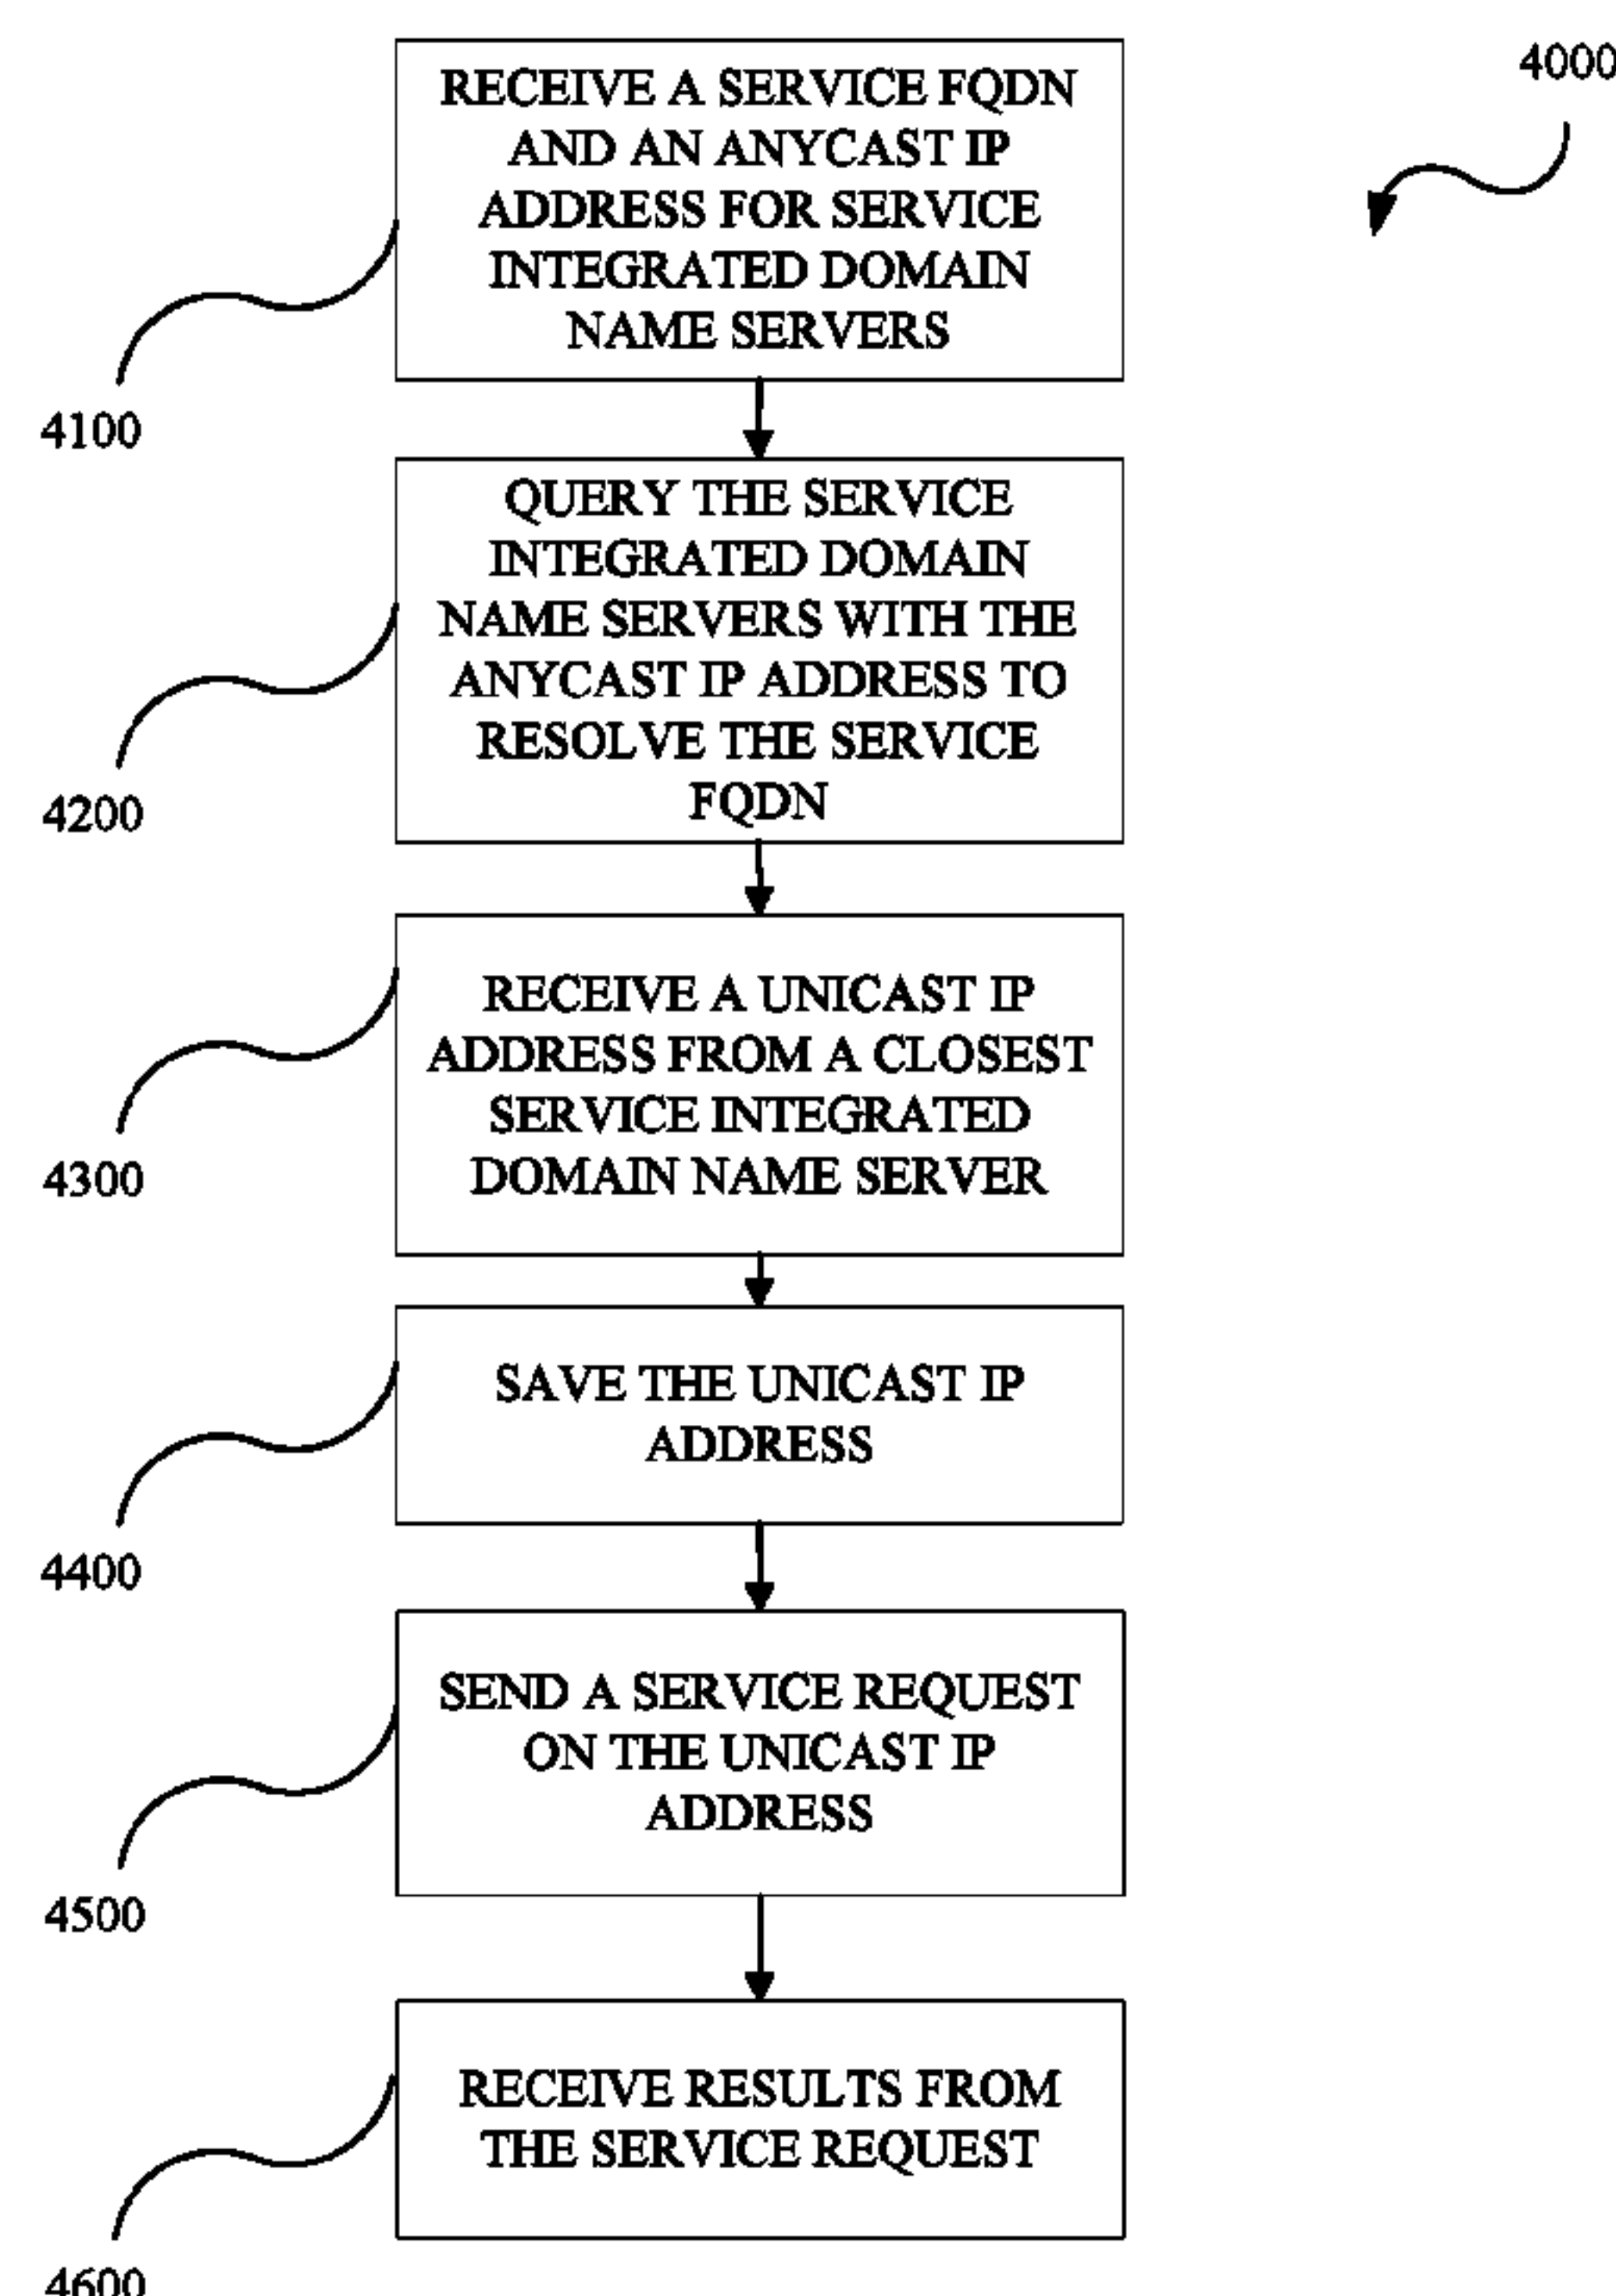 4000
RECEIVE A SERVICE FQDN
AND AN ANYCAST IP
ADDRESS FOR SERVICE
INTEGRATED DOMAIN
NAME SERVERS
4100
QUERY THE SERVICE
INTEGRATED DOMAIN
NAME SERVERS WITH THE
ANYCAST IP ADDRESS TO
RESOLVE THE SERVICE
FQDN
4200
RECEIVE A UNICAST IP
ADDRESS FROM A CLOSEST
SERVICE INTEGRATED
DOMAIN NAME SERVER
4300
SAVE THE UNICAST IP
ADDRESS
4400
SEND A SERVICE REQUEST
ON THE UNICAST IP
ADDRESS
4500
RECEIVE RESULTS FROM
THE SERVICE REQUEST
4600